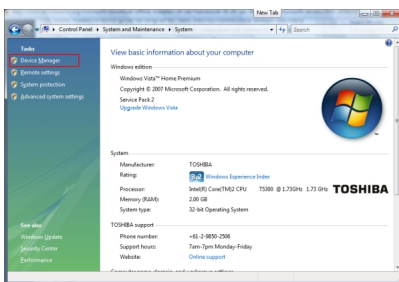 New Tab
Control Panel ▸ System and Maintenance ▸ System
Search
Tasks
Device Manager
Remote settings
System protection
Advanced system settings
See also
Windows Update
Security Center
Performance
View basic information about your computer
Windows edition
Windows Vista™ Home Premium
Copyright © 2007 Microsoft Corporation. All rights reserved.
Service Pack 2
Upgrade Windows Vista
System
Manufacturer: TOSHIBA
Rating: Windows Experience Index
Processor: Intel(R) Core(TM)2 CPU T5300 @ 1.73GHz 1.73 GHz
TOSHIBA
Memory (RAM): 2.00 GB
System type: 32-bit Operating System
TOSHIBA support
Phone number: +61-2-9850-2506
Support hours: 7am-7pm Monday-Friday
Website: Online support